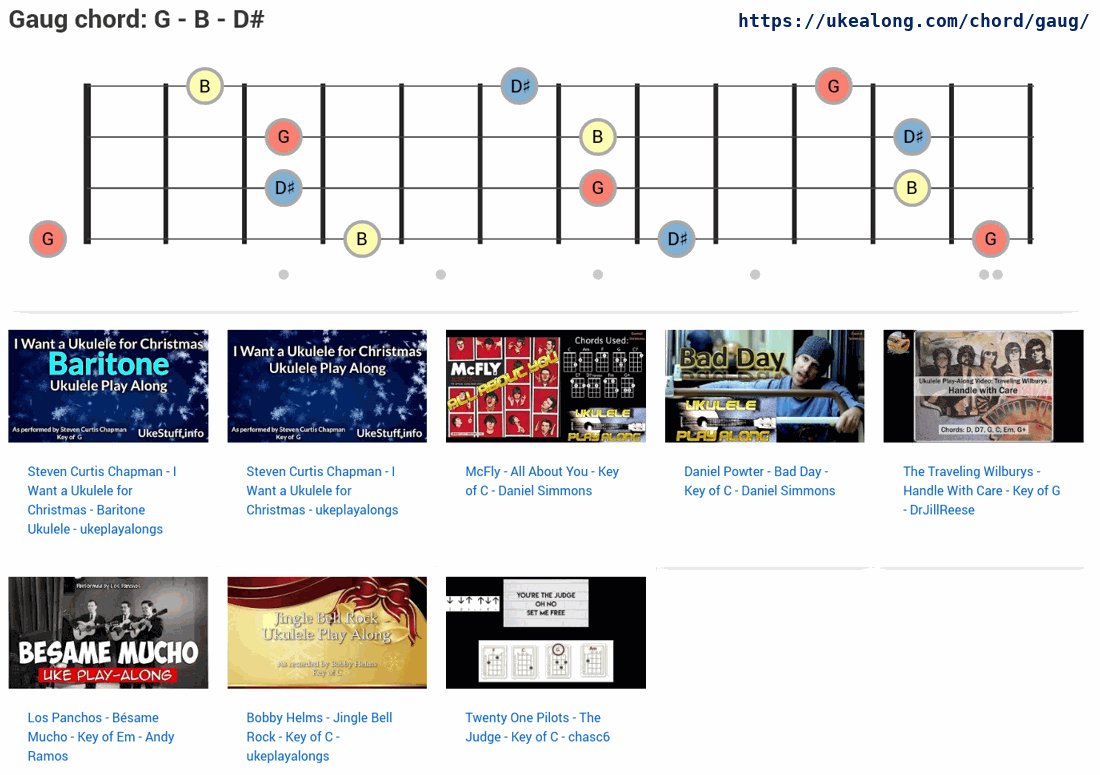 Gaug chord: G - B - D#
https://ukealong.com/chord/gaug/
B D♯ G
G B D♯
D♯ G B
G B D♯ G
I Want a Ukulele for Christmas
Baritone
Ukulele Play Along
As performed by Steven Curtis Chapman
Key of G
UkeStuff.info
I Want a Ukulele for Christmas
Ukulele Play Along
As performed by Steven Curtis Chapman
Key of G
UkeStuff.info
McFLY
ALL ABOUT YOU
Chords Used:
UKULELE
PLAY ALONG
Bad Day
UKULELE
PLAY ALONG
Ukulele Play-Along Video: Traveling Wilburys
Handle with Care
Chords: D, D7, G, C, Em, G+
Steven Curtis Chapman - I
Want a Ukulele for
Christmas - Baritone
Ukulele - ukeplayalongs
Steven Curtis Chapman - I
Want a Ukulele for
Christmas - ukeplayalongs
McFly - All About You - Key
of C - Daniel Simmons
Daniel Powter - Bad Day -
Key of C - Daniel Simmons
The Traveling Wilburys -
Handle With Care - Key of G
- DrJillReese
Performed by Los Panchos
BESAME MUCHO
UKE PLAY-ALONG
Jingle Bell Rock
Ukulele Play Along
As recorded by Bobby Helms
Key of C
YOU'RE THE JUDGE
OH NO
SET ME FREE
Los Panchos - Bésame
Mucho - Key of Em - Andy
Ramos
Bobby Helms - Jingle Bell
Rock - Key of C -
ukeplayalongs
Twenty One Pilots - The
Judge - Key of C - chasc6